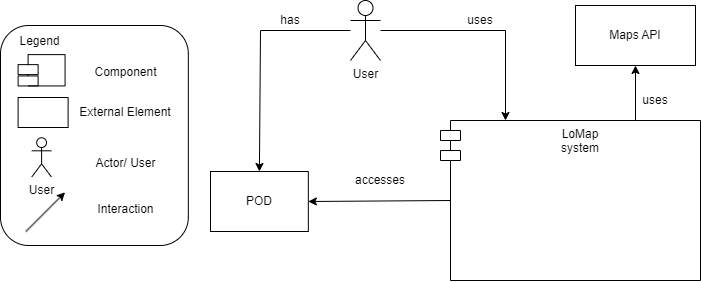 Legend
Component
External Element
Actor/ User
User
Interaction
has
uses
User
Maps API
uses
LoMap
system
accesses
POD